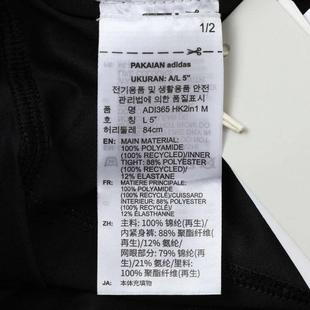 1/2
PAKAIAN adidas
UKURAN: A/L 5"
전기용품 및 생활용품 안전
관리법에 의한 품질표시
품 명 ADI365 HK2in1 M
호 칭 L 5"
허리둘레 84cm
EN: MAIN MATERIAL:
100% POLYAMIDE
(100% RECYCLED)/INNER
TIGHT: 88% POLYESTER
(100% RECYCLED)/
12% ELASTANE
FR: MATIERE PRINCIPALE:
100% POLYAMIDE
(100% RECYCLE)/CUISSARD
INTERIEUR: 88% POLYESTER
(100% RECYCLE)/
12% ELASTHANNE
ZH: 主料: 100% 锦纶(再生)/
内紧身裤: 88% 聚酯纤维(
再生)/12% 氨纶/
网眼部分: 79% 锦纶(再生
)/21% 氨纶/里料: 100%
聚酯纤维(再生)
JA: 本体充填物